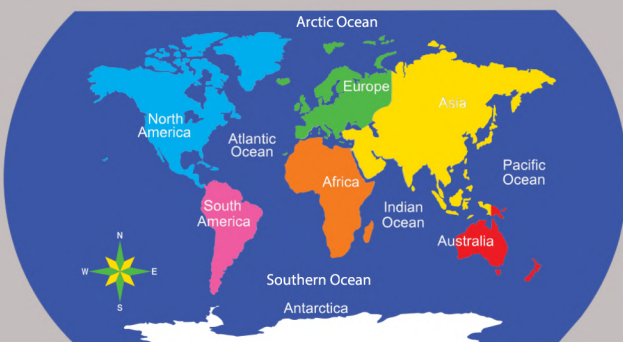 Arctic Ocean
Europe
Asia
North
America
Atlantic
Ocean
Pacific
Ocean
Africa
South
America
Indian
Ocean
Australia
N
W E
S
Southern Ocean
Antarctica